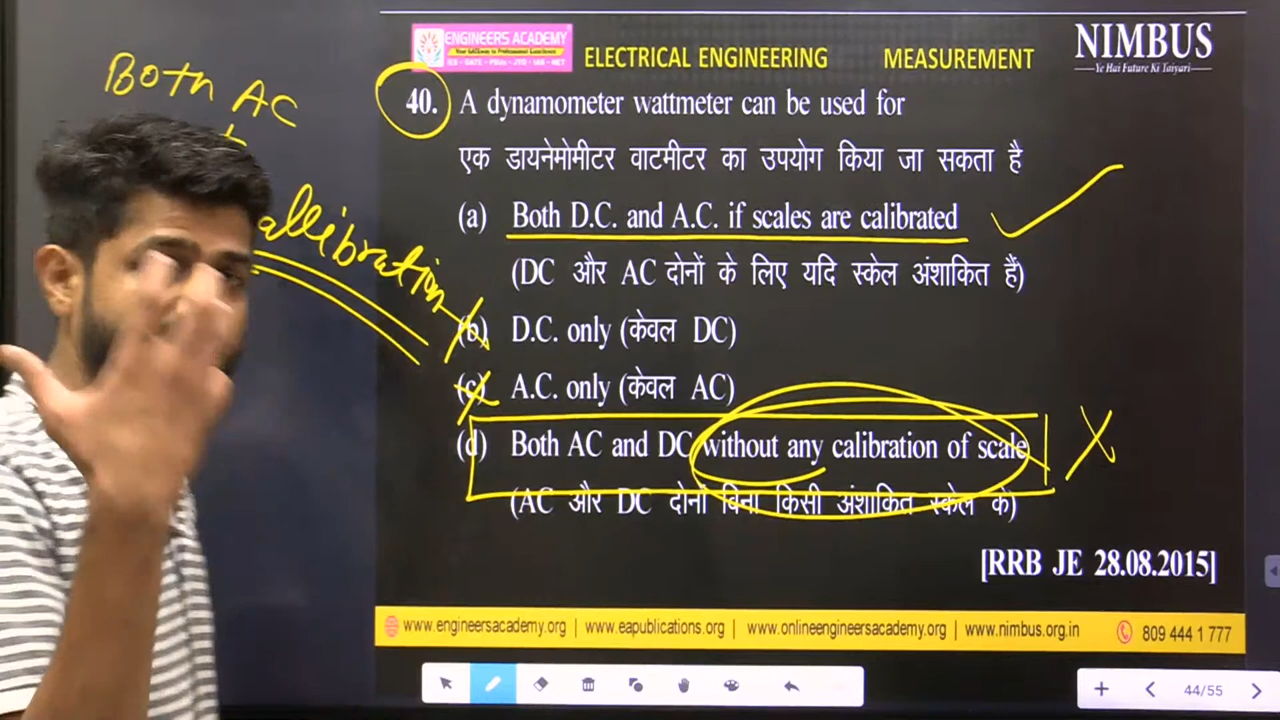 ENGINEERS ACADEMY
ELECTRICAL ENGINEERING MEASUREMENT
NIMBUS
Ye Hai Future Ki Taiyari
Both AC
allibration
40. A dynamometer wattmeter can be used for
एक डायनेमोमीटर वाटमीटर का उपयोग किया जा सकता है
(a) Both D.C. and A.C. if scales are calibrated
(DC और AC दोनों के लिए यदि स्केल अंशाकित हैं)
(b) D.C. only (केवल DC)
(c) A.C. only (केवल AC)
(d) Both AC and DC without any calibration of scale
(AC और DC दोनों बिना किसी अंशाकित स्केल के)
[RRB JE 28.08.2015]
www.engineersacademy.org | www.eapublications.org | www.onlineengineersacademy.org | www.nimbus.org.in 809 444 1 777
44/55